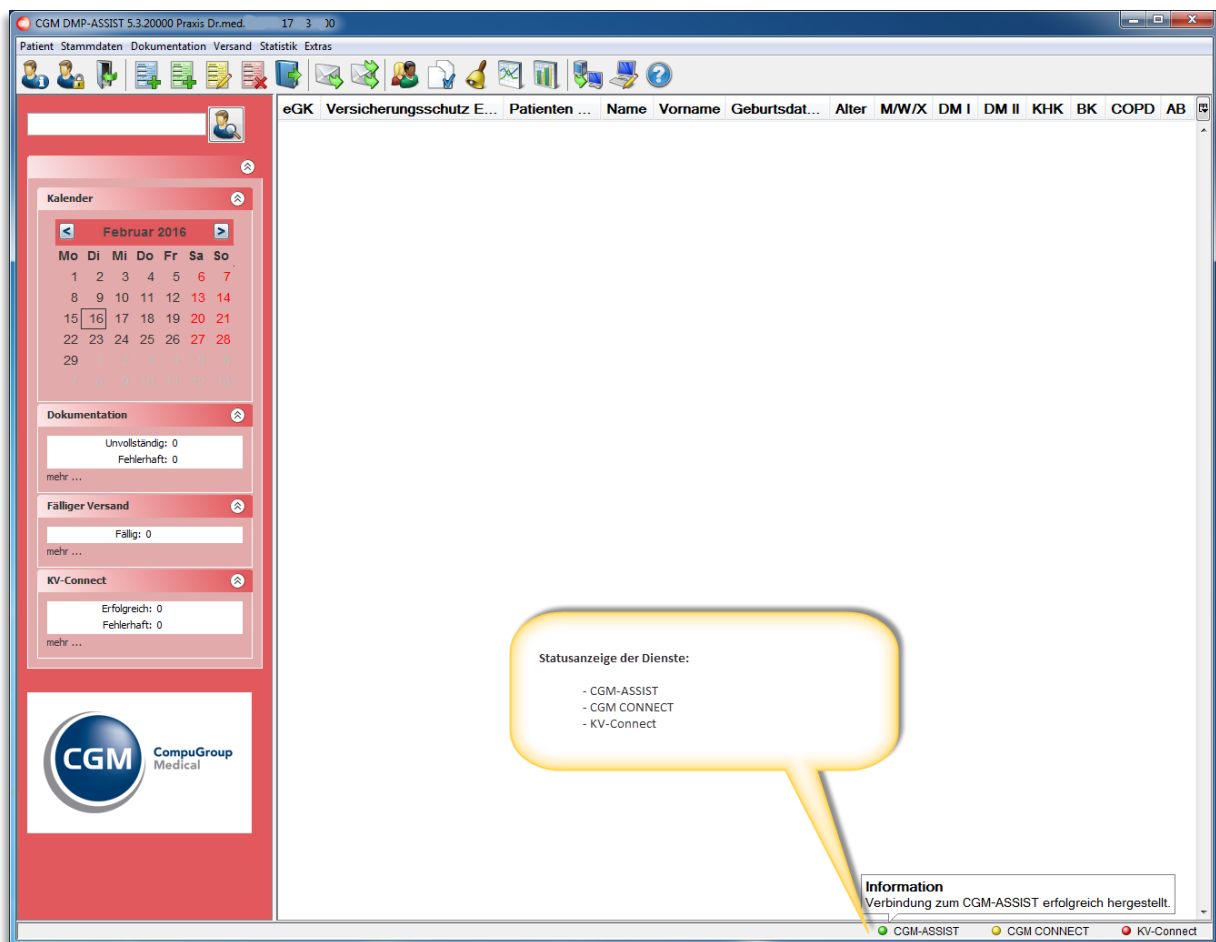 CGM DMP-ASSIST 5.3.20000 Praxis Dr.med. 17 3
Patient Stammdaten Dokumentation Versand Statistik Extras
eGK Versicherungsschutz E... Patienten ... Name Vorname Geburtsdat... Alter M/W/X DM I DM II KHK BK COPD AB
Kalender
< Februar 2016 >
Mo Di Mi Do Fr Sa So
1 2 3 4 5 6 7
8 9 10 11 12 13 14
15 16 17 18 19 20 21
22 23 24 25 26 27 28
29
Dokumentation
Unvollständig: 0
Fehlerhaft: 0
mehr ...
Fälliger Versand
Fällig: 0
mehr ...
KV-Connect
Erfolgreich: 0
Fehlerhaft: 0
mehr ...
CGM CompuGroup
Medical
Statusanzeige der Dienste:
- CGM-ASSIST
- CGM CONNECT
- KV-Connect
Information
Verbindung zum CGM-ASSIST erfolgreich hergestellt.
CGM-ASSIST CGM CONNECT KV-Connect